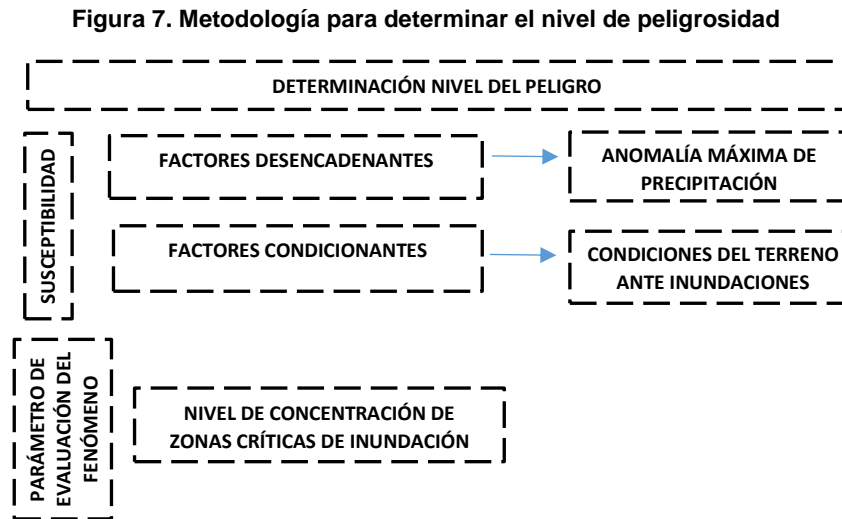 Figura 7. Metodología para determinar el nivel de peligrosidad
DETERMINACIÓN NIVEL DEL PELIGRO
SUSCEPTIBILIDAD
FACTORES DESENCADENANTES
ANOMALÍA MÁXIMA DE
PRECIPITACIÓN
FACTORES CONDICIONANTES
CONDICIONES DEL TERRENO
ANTE INUNDACIONES
PARÁMETRO DE
EVALUACIÓN DEL
FENÓMENO
NIVEL DE CONCENTRACIÓN DE
ZONAS CRÍTICAS DE INUNDACIÓN